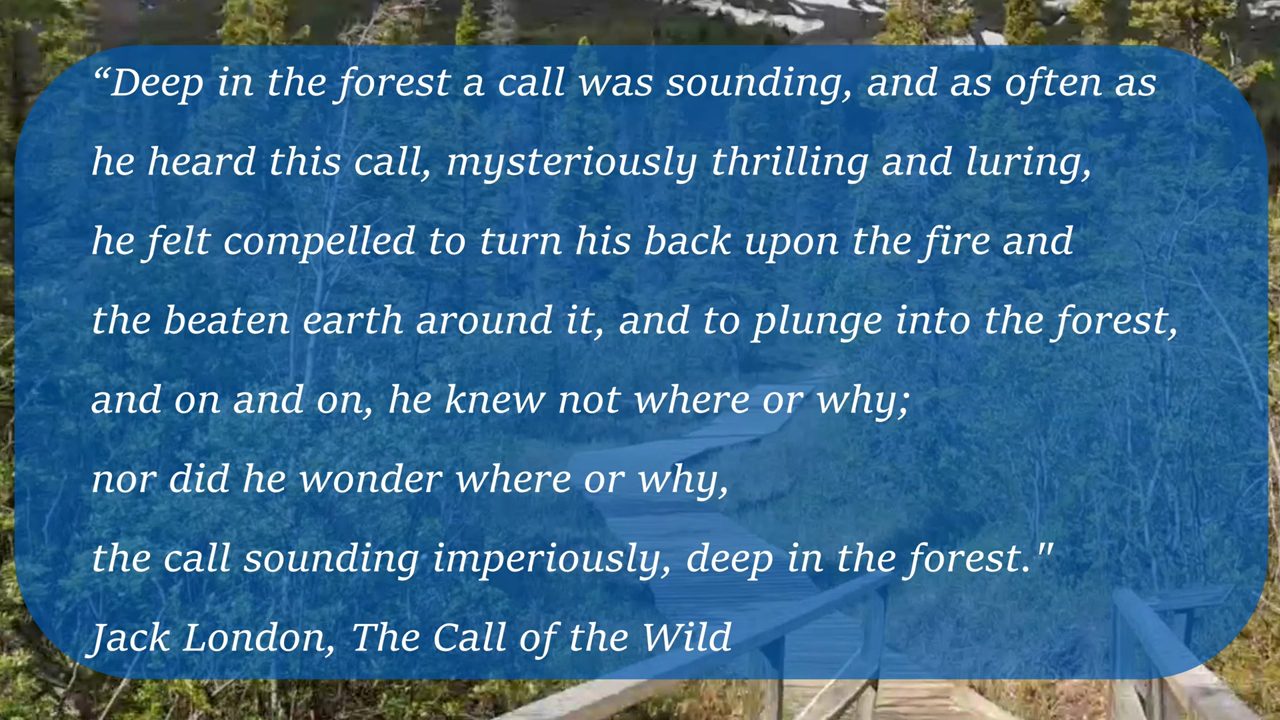 “Deep in the forest a call was sounding, and as often as
he heard this call, mysteriously thrilling and luring,
he felt compelled to turn his back upon the fire and
the beaten earth around it, and to plunge into the forest,
and on and on, he knew not where or why;
nor did he wonder where or why,
the call sounding imperiously, deep in the forest."
Jack London, The Call of the Wild